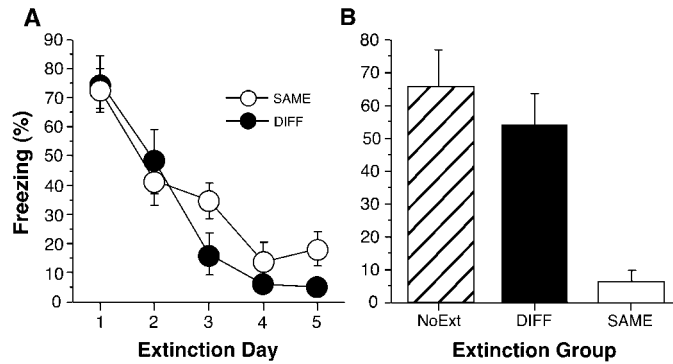 A
Freezing (%)
90
80
70
60
50
40
30
20
10
0
SAME
DIFF
1 2 3 4 5
Extinction Day
B
80
70
60
50
40
30
20
10
0
NoExt DIFF SAME
Extinction Group